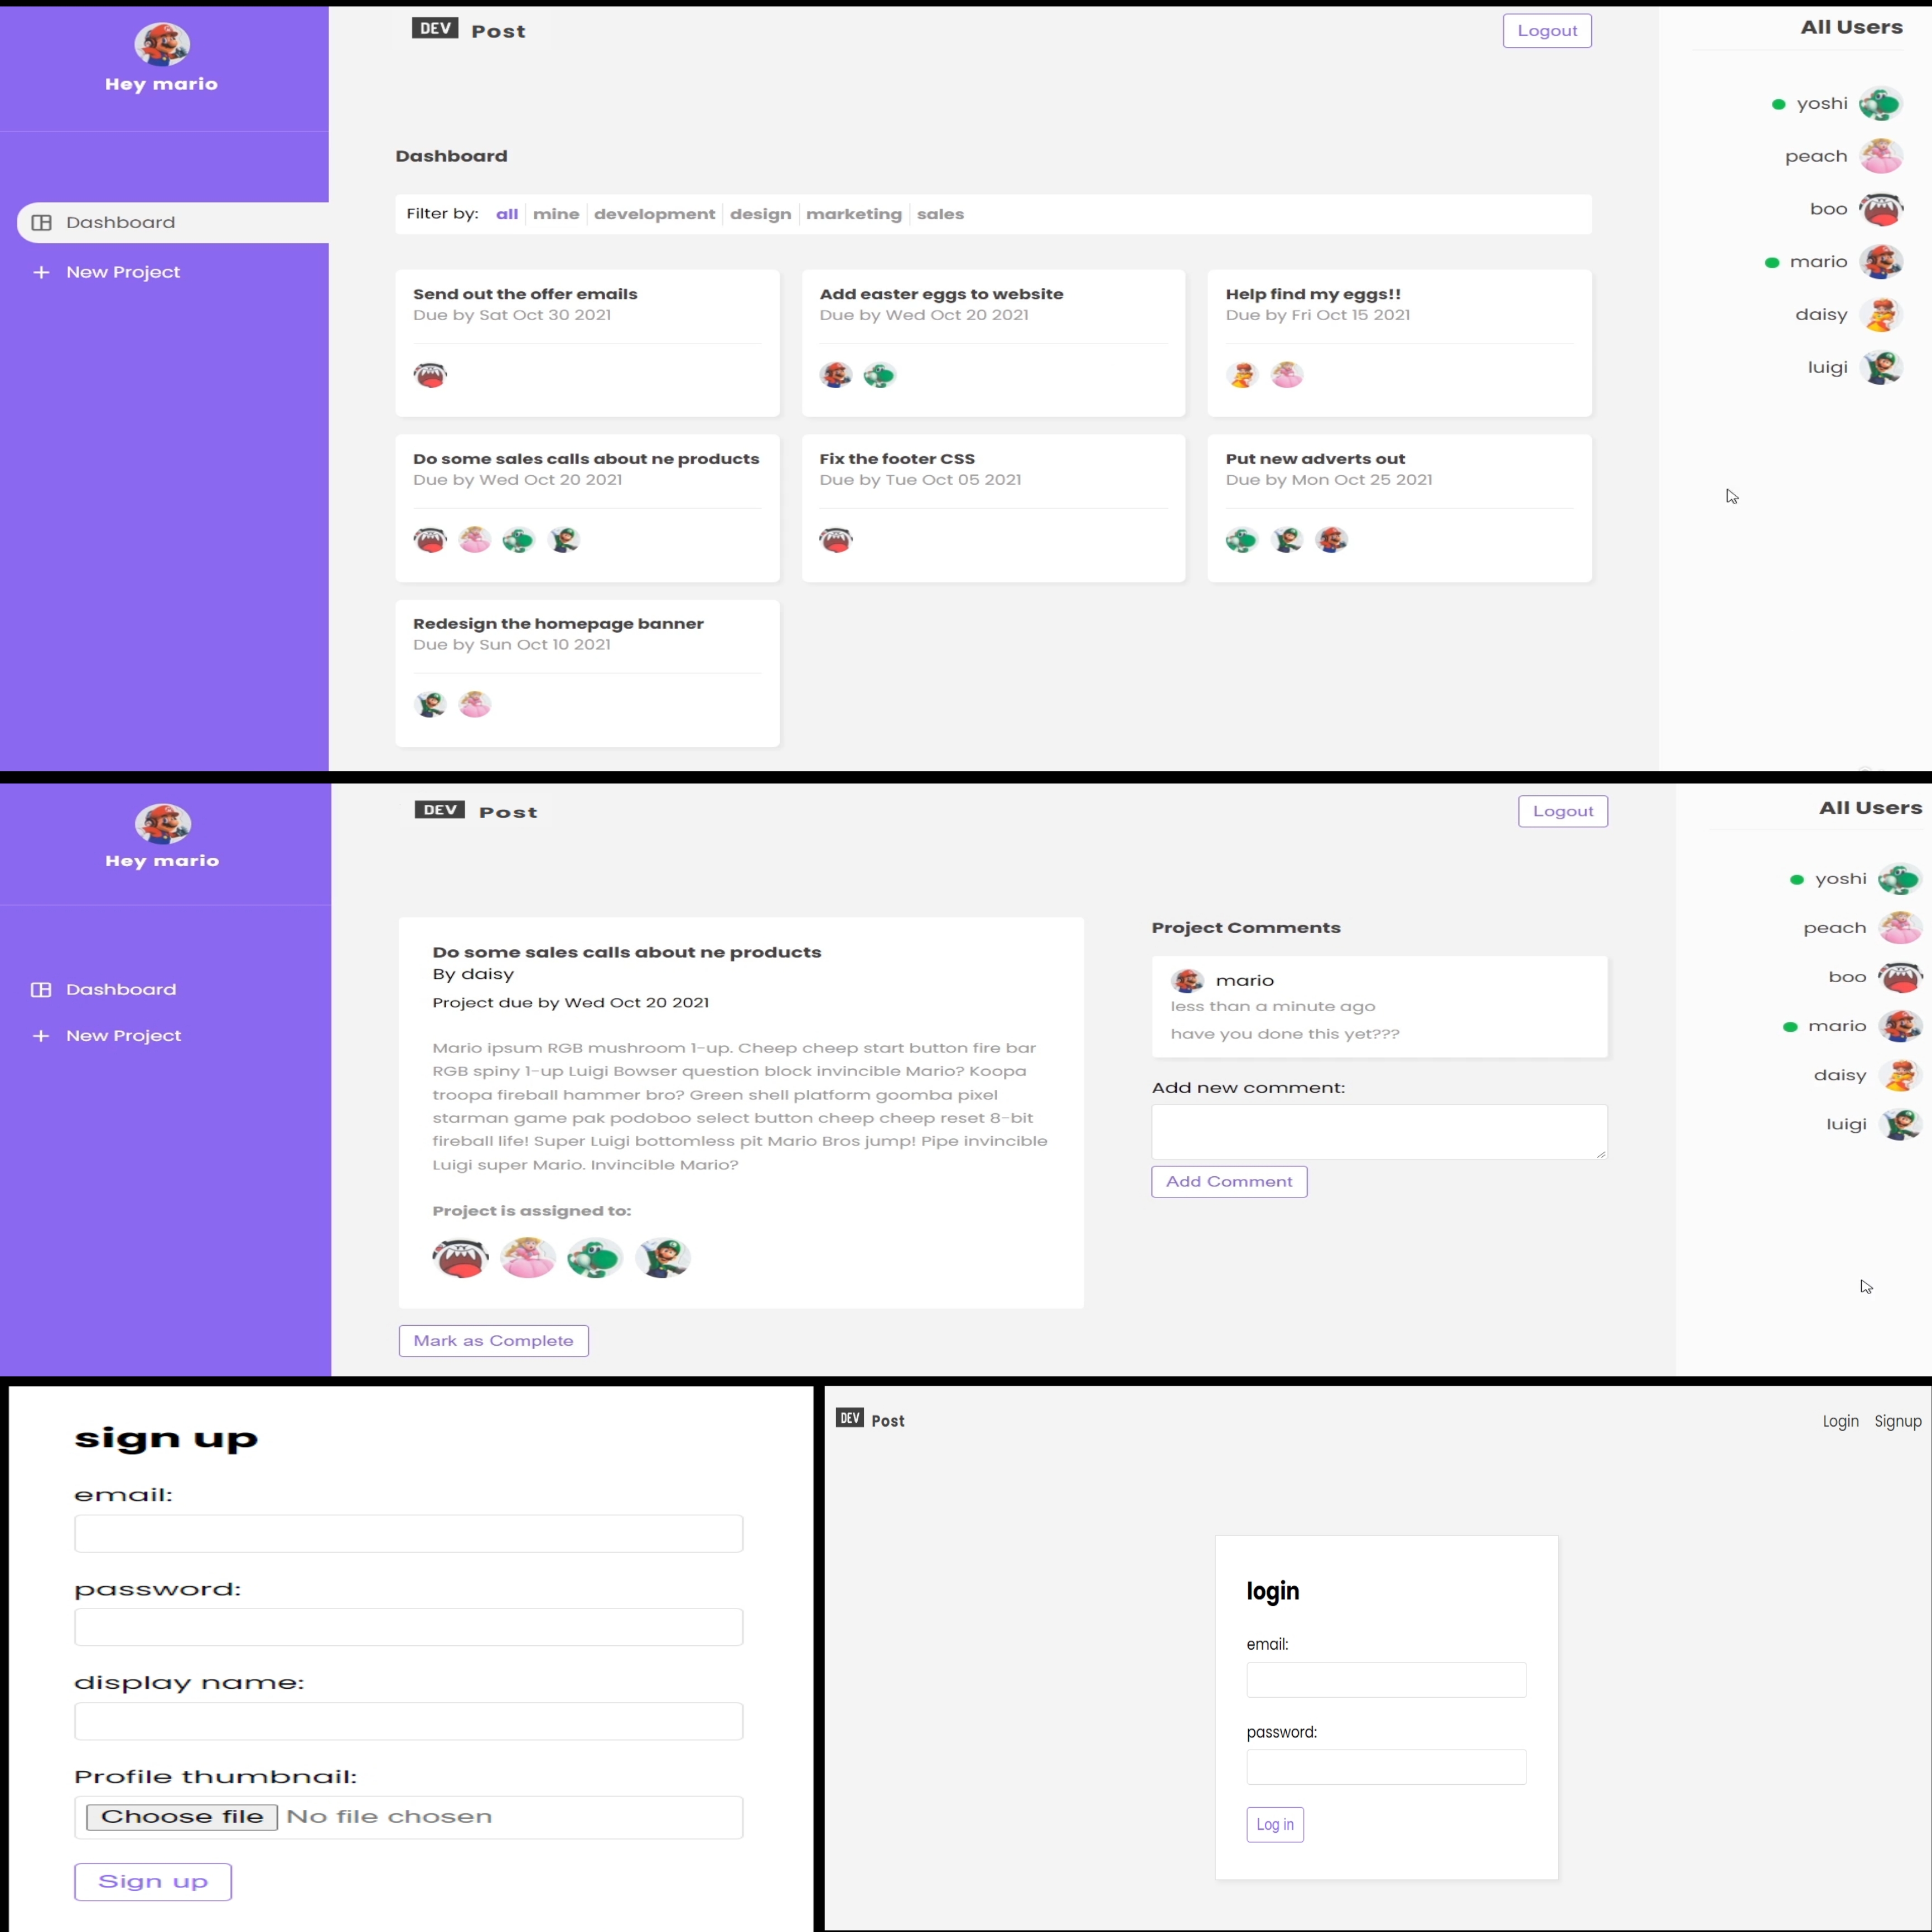 Hey mario
Dashboard
New Project
DEV Post
Logout
Dashboard
Filter by: all mine development design marketing sales
Send out the offer emails
Due by Sat Oct 30 2021
Add easter eggs to website
Due by Wed Oct 20 2021
Help find my eggs!!
Due by Fri Oct 15 2021
Do some sales calls about ne products
Due by Wed Oct 20 2021
Fix the footer CSS
Due by Tue Oct 05 2021
Put new adverts out
Due by Mon Oct 25 2021
Redesign the homepage banner
Due by Sun Oct 10 2021
All Users
yoshi
peach
boo
mario
daisy
luigi
Hey mario
Dashboard
New Project
DEV Post
Logout
Do some sales calls about ne products
By daisy
Project due by Wed Oct 20 2021
Mario ipsum RGB mushroom 1-up. Cheep cheep start button fire bar
RGB spiny 1-up Luigi Bowser question block invincible Mario? Koopa
troopa fireball hammer bro? Green shell platform goomba pixel
starman game pak podoboo select button cheep cheep reset 8-bit
fireball life! Super Luigi bottomless pit Mario Bros jump! Pipe invincible
Luigi super Mario. Invincible Mario?
Project is assigned to:
Mark as Complete
Project Comments
mario
less than a minute ago
have you done this yet???
Add new comment:
Add Comment
All Users
yoshi
peach
boo
mario
daisy
luigi
sign up
email:
password:
display name:
Profile thumbnail:
Choose file No file chosen
Sign up
DEV Post
Login Signup
login
email:
password:
Log in